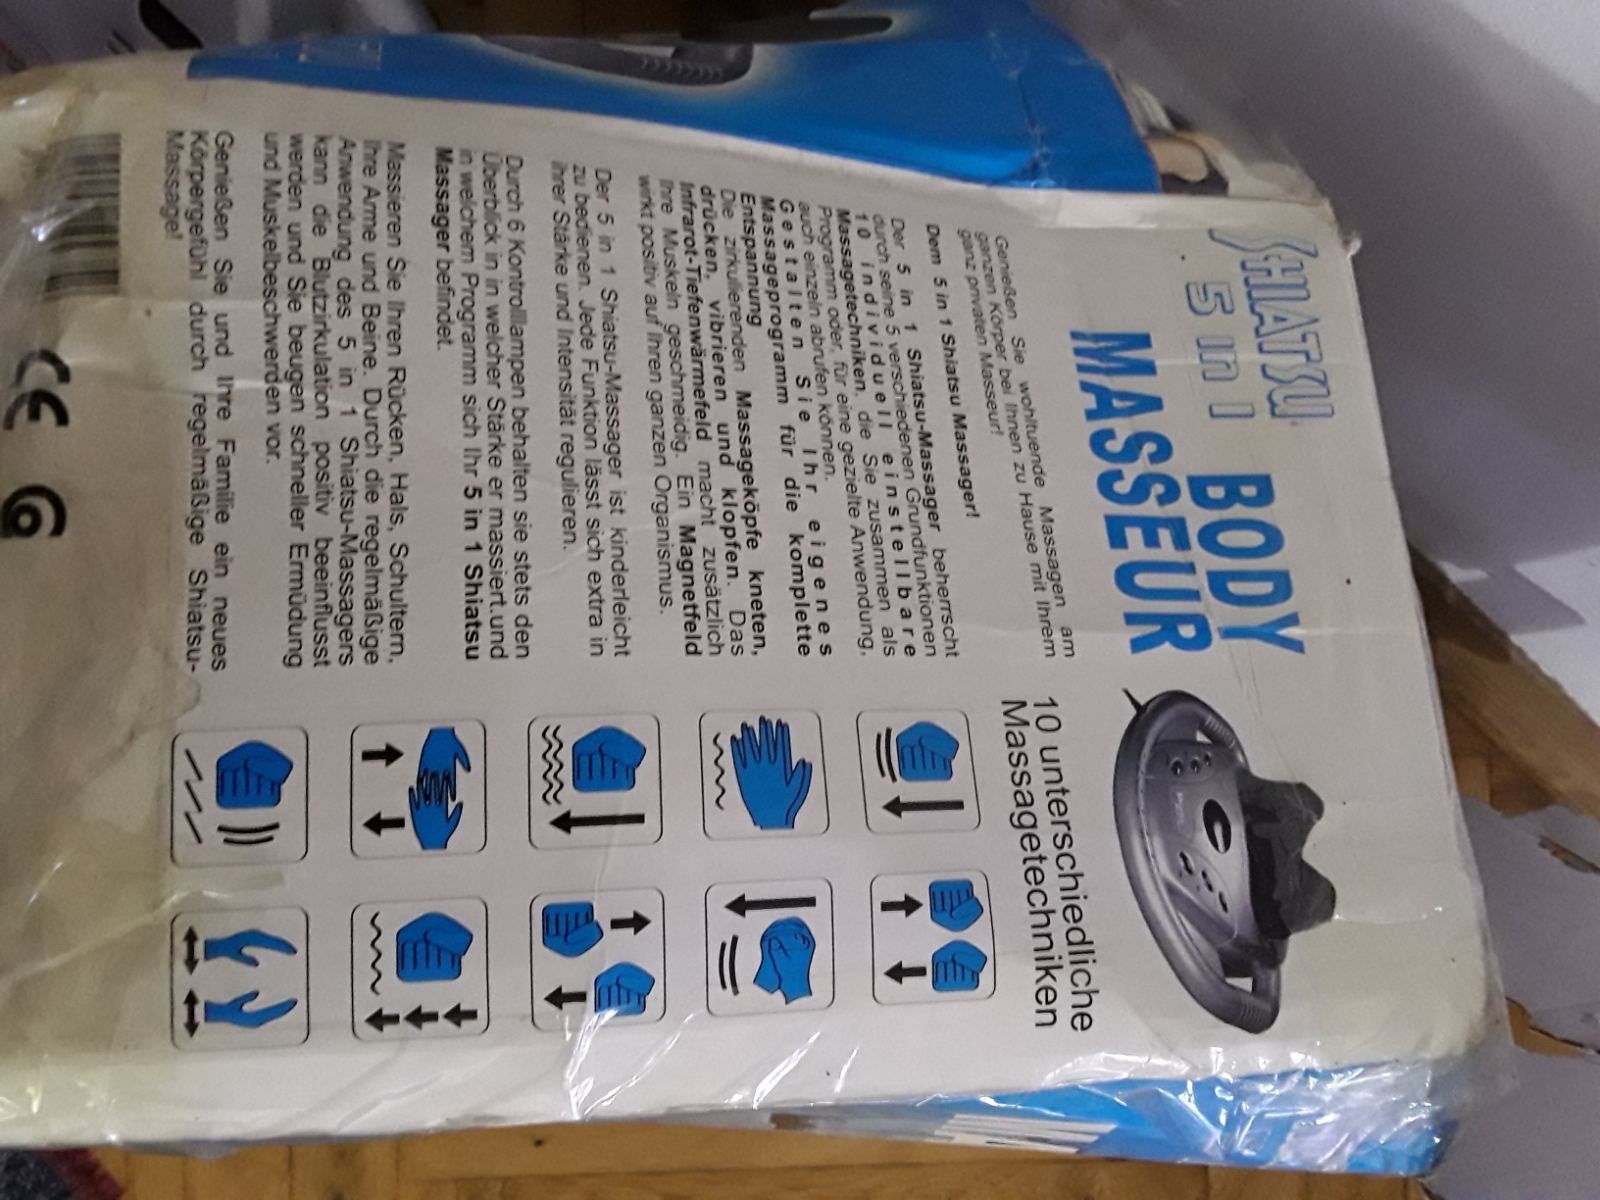 SHIATSU
5 in 1 BODY
MASSEUR
Genießen Sie wohltuende Massagen am
ganzen Körper bei Ihnen zu Hause mit Ihrem
ganz privaten Masseur!
Dem 5 in 1 Shiatsu Massager!
Der 5 in 1 Shiatsu-Massager beherrscht
durch seine 5 verschiedenen Grundfunktionen
10 individuell einstellbare
Massagetechniken, die Sie zusammen als
Programm oder, für eine gezielte Anwendung,
auch einzeln abrufen können.
Gestalten Sie Ihr eigenes
Massageprogramm für die komplette
Entspannung
Die zirkulierenden Massageköpfe kneten,
drücken, vibrieren und klopfen. Das
Infrarot-Tiefenwärmefeld macht zusätzlich
Ihre Muskeln geschmeidig. Ein Magnetfeld
wirkt positiv auf Ihren ganzen Organismus.
Der 5 in 1 Shiatsu-Massager ist kinderleicht
zu bedienen. Jede Funktion lässt sich extra in
ihrer Stärke und Intensität regulieren.
Durch 6 Kontrolllampen behalten sie stets den
Überblick in in welcher Stärke er massiert.und
in welchem Programm sich Ihr 5 in 1 Shiatsu
Massager befindet.
Massieren Sie Ihren Rücken, Hals, Schultern,
Ihre Arme und Beine. Durch die regelmäßige
Anwendung des 5 in 1 Shiatsu-Massagers
kann die Blutzirkulation positiv beeinflusst
werden und Sie beugen schneller Ermüdung
und Muskelbeschwerden vor.
Genießen Sie und Ihre Familie ein neues
Körpergefühl durch regelmäßige Shiatsu-
Massage!
10 unterschiedliche
Massagetechniken
CE